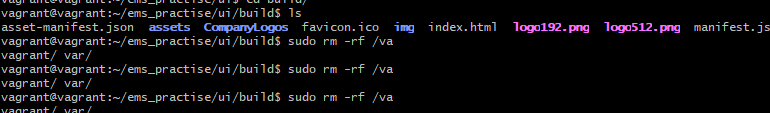 vagrant@vagrant:~/ems_practise/ui$ cd build/
vagrant@vagrant:~/ems_practise/ui/build$ ls
asset-manifest.json assets CompanyLogos favicon.ico img index.html logo192.png logo512.png manifest.js
vagrant@vagrant:~/ems_practise/ui/build$ sudo rm -rf /va
vagrant/ var/
vagrant@vagrant:~/ems_practise/ui/build$ sudo rm -rf /va
vagrant/ var/
vagrant@vagrant:~/ems_practise/ui/build$ sudo rm -rf /va
vagrant/ var/